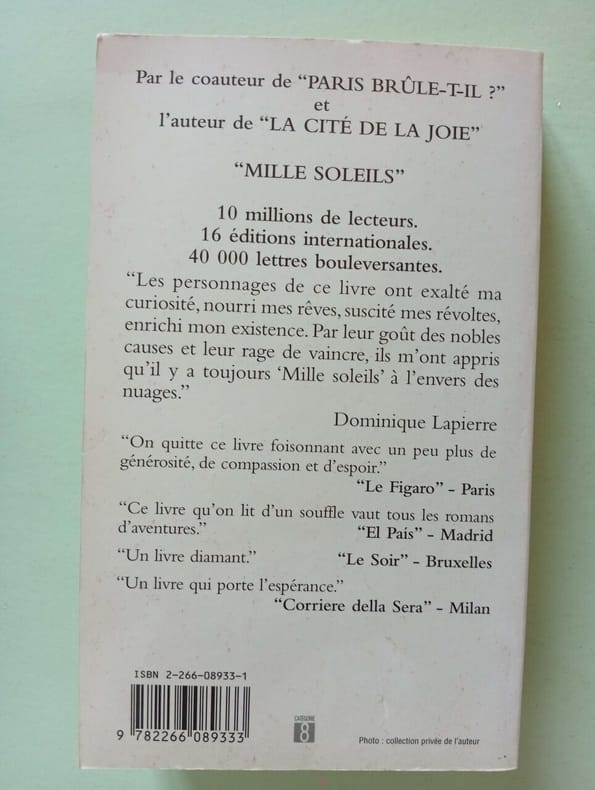 Par le coauteur de “PARIS BRÛLE-T-IL ?”
et
l’auteur de “LA CITÉ DE LA JOIE”
“MILLE SOLEILS”
10 millions de lecteurs.
16 éditions internationales.
40 000 lettres bouleversantes.
“Les personnages de ce livre ont exalté ma
curiosité, nourri mes rêves, suscité mes révoltes,
enrichi mon existence. Par leur goût des nobles
causes et leur rage de vaincre, ils m’ont appris
qu’il y a toujours ‘Mille soleils’ à l’envers des
nuages.”
Dominique Lapierre
“On quitte ce livre foisonnant avec un peu plus de
générosité, de compassion et d’espoir.”
“Le Figaro” - Paris
“Ce livre qu’on lit d’un souffle vaut tous les romans
d’aventures.” “El País” - Madrid
“Un livre diamant.” “Le Soir” - Bruxelles
“Un livre qui porte l’espérance.”
“Corriere della Sera” - Milan
ISBN 2-266-08933-1
9 782266 089333
CATÉGORIE
8
Photo : collection privée de l’auteur